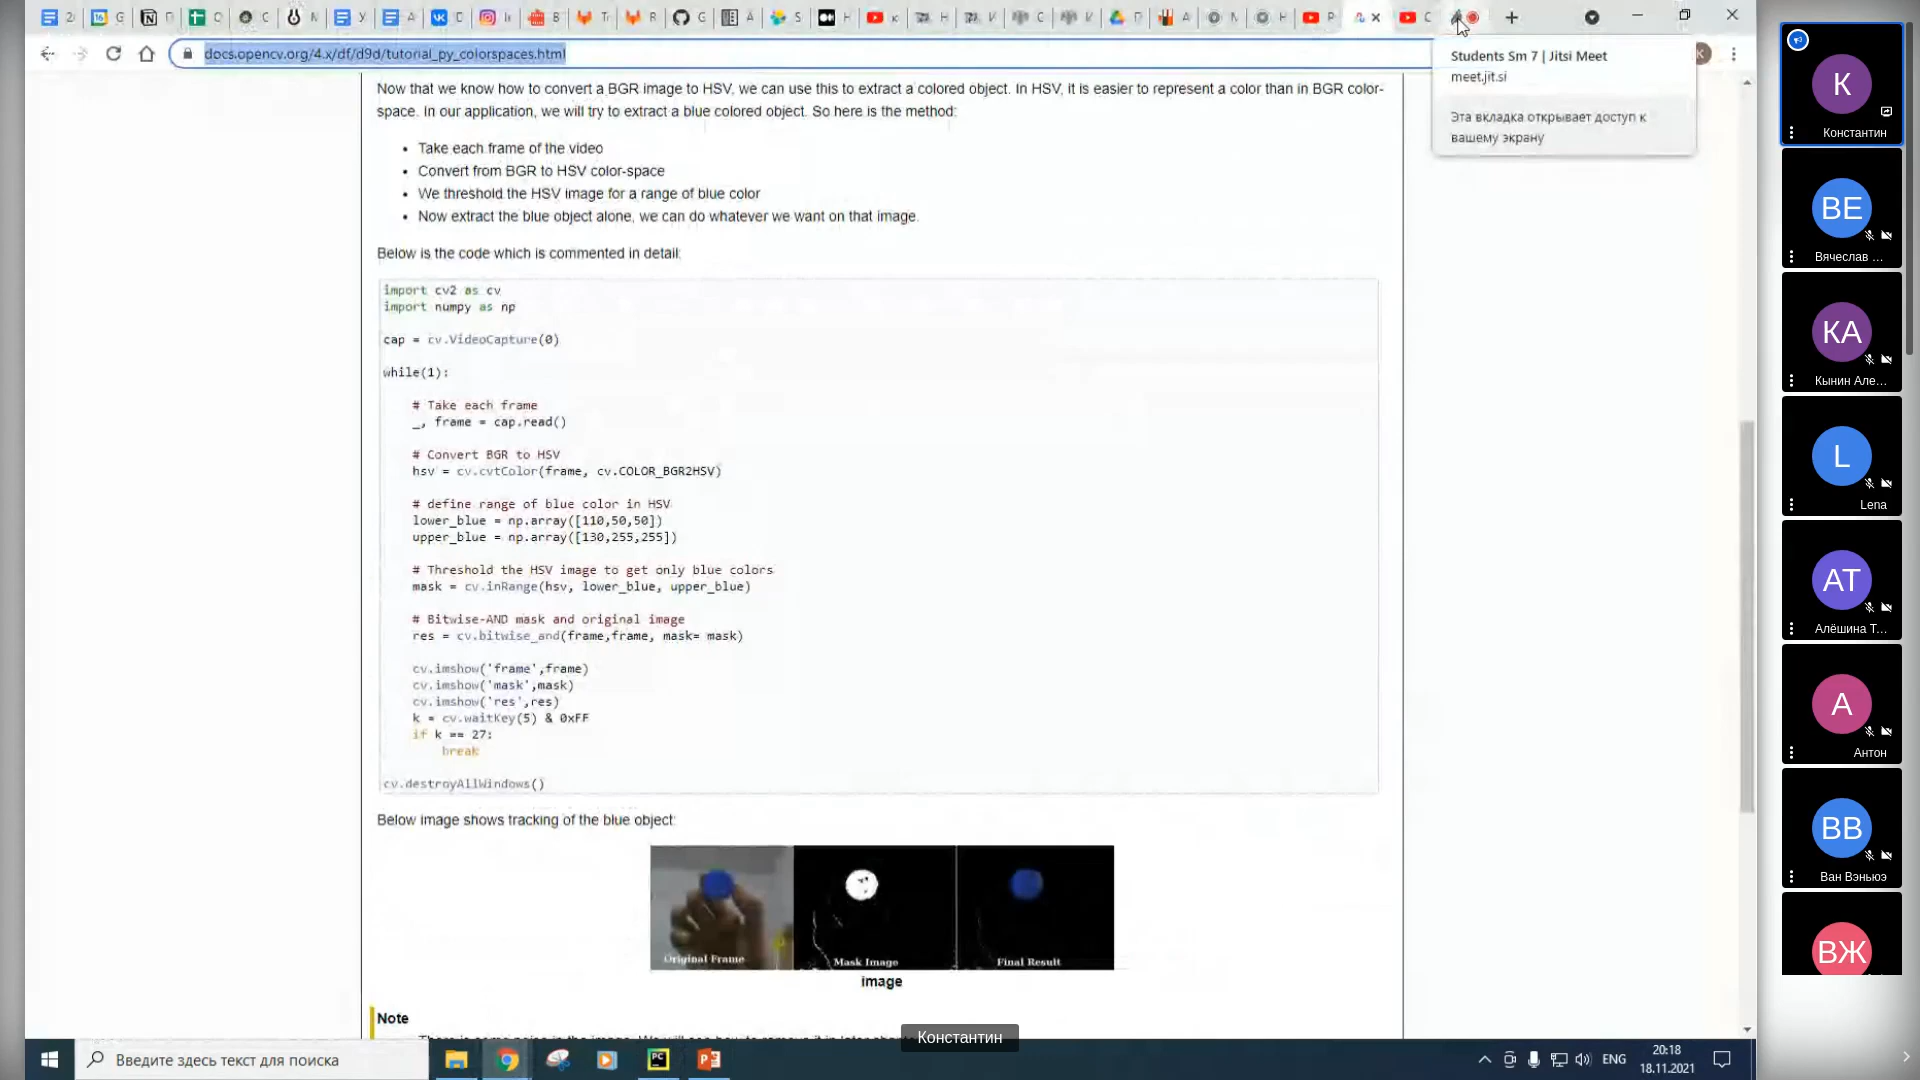 docs.opencv.org/4.x/df/d9d/tutorial_py_colorspaces.html
Students Sm 7 | Jitsi Meet
meet.jit.si
Эта вкладка открывает доступ к
вашему экрану
Now that we know how to convert a BGR image to HSV, we can use this to extract a colored object. In HSV, it is easier to represent a color than in BGR color-
space. In our application, we will try to extract a blue colored object. So here is the method:
• Take each frame of the video
• Convert from BGR to HSV color-space
• We threshold the HSV image for a range of blue color
• Now extract the blue object alone, we can do whatever we want on that image.
Below is the code which is commented in detail:
import cv2 as cv
import numpy as np
cap = cv.VideoCapture(0)
while(1):
# Take each frame
_, frame = cap.read()
# Convert BGR to HSV
hsv = cv.cvtColor(frame, cv.COLOR_BGR2HSV)
# define range of blue color in HSV
lower_blue = np.array([110,50,50])
upper_blue = np.array([130,255,255])
# Threshold the HSV image to get only blue colors
mask = cv.inRange(hsv, lower_blue, upper_blue)
# Bitwise-AND mask and original image
res = cv.bitwise_and(frame,frame, mask= mask)
cv.imshow('frame',frame)
cv.imshow('mask',mask)
cv.imshow('res',res)
k = cv.waitKey(5) & 0xFF
if k == 27:
break
cv.destroyAllWindows()
Below image shows tracking of the blue object:
Original Frame
Mask Image
Final Result
image
Note
Константин
Введите здесь текст для поиска
ENG
20:18
18.11.2021
K
Константин
BE
Вячеслав ...
КА
Кынин Але...
L
Lena
АТ
Алёшина Т...
А
Антон
ВВ
Ван Вэньюэ
ВЖ